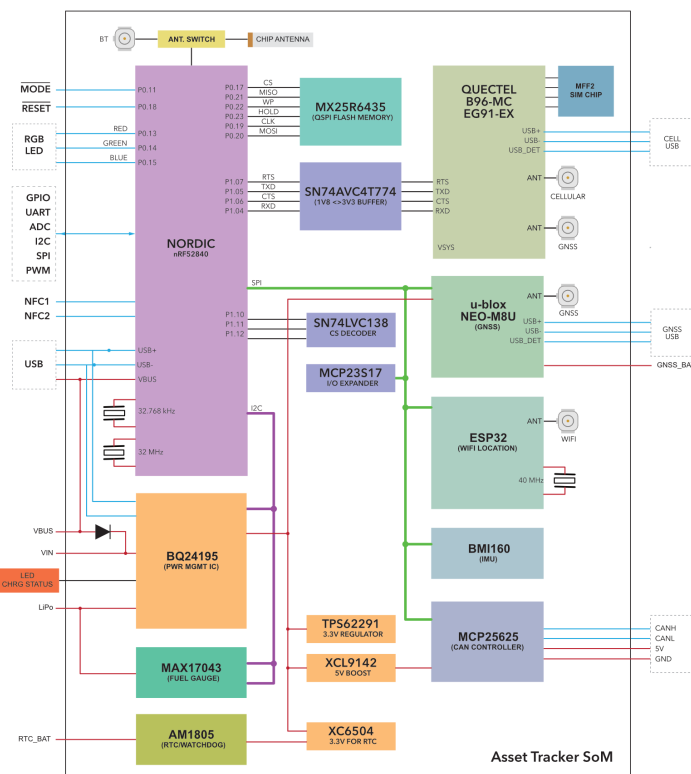 BT
ANT. SWITCH
CHIP ANTENNA
MODE
RESET
RGB
LED
RED
GREEN
BLUE
GPIO
UART
ADC
I2C
SPI
PWM
NFC1
NFC2
USB
P0.11
P0.18
P0.13
P0.14
P0.15
NORDIC
nRF52840
USB+
USB-
VBUS
32.768 kHz
32 MHz
P0.17
P0.21
P0.22
P0.23
P0.19
P0.20
CS
MISO
WP
HOLD
CLK
MOSI
MX25R6435
(QSPI FLASH MEMORY)
P1.07
P1.05
P1.06
P1.04
RTS
TXD
CTS
RXD
SN74AVC4T774
(1V8 <>3V3 BUFFER)
RTS
TXD
CTS
RXD
QUECTEL
B96-MC
EG91-EX
MFF2
SIM CHIP
USB+
USB-
USB_DET
CELL
USB
ANT
CELLULAR
ANT
GNSS
VSYS
SPI
P1.10
P1.11
P1.12
SN74LVC138
CS DECODER
MCP23S17
I/O EXPANDER
u-blox
NEO-M8U
(GNSS)
ANT
GNSS
USB+
USB-
USB_DET
GNSS
USB
GNSS_BA
I2C
ESP32
(WIFI LOCATION)
ANT
WIFI
40 MHz
BMI160
(IMU)
VBUS
VIN
LED
CHRG STATUS
LiPo
BQ24195
(PWR MGMT IC)
MAX17043
(FUEL GAUGE)
TPS62291
3.3V REGULATOR
XCL9142
5V BOOST
MCP25625
(CAN CONTROLLER)
CANH
CANL
5V
GND
RTC_BAT
AM1805
(RTC/WATCHDOG)
XC6504
3.3V FOR RTC
Asset Tracker SoM